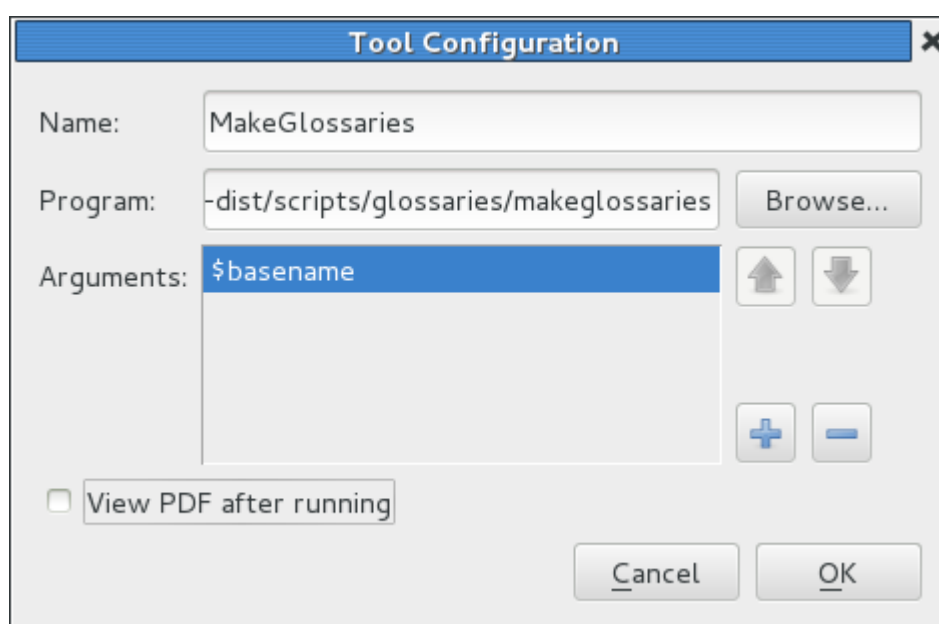 Tool Configuration
Name: MakeGlossaries
Program: -dist/scripts/glossaries/makeglossaries Browse...
Arguments: $basename
View PDF after running
Cancel OK